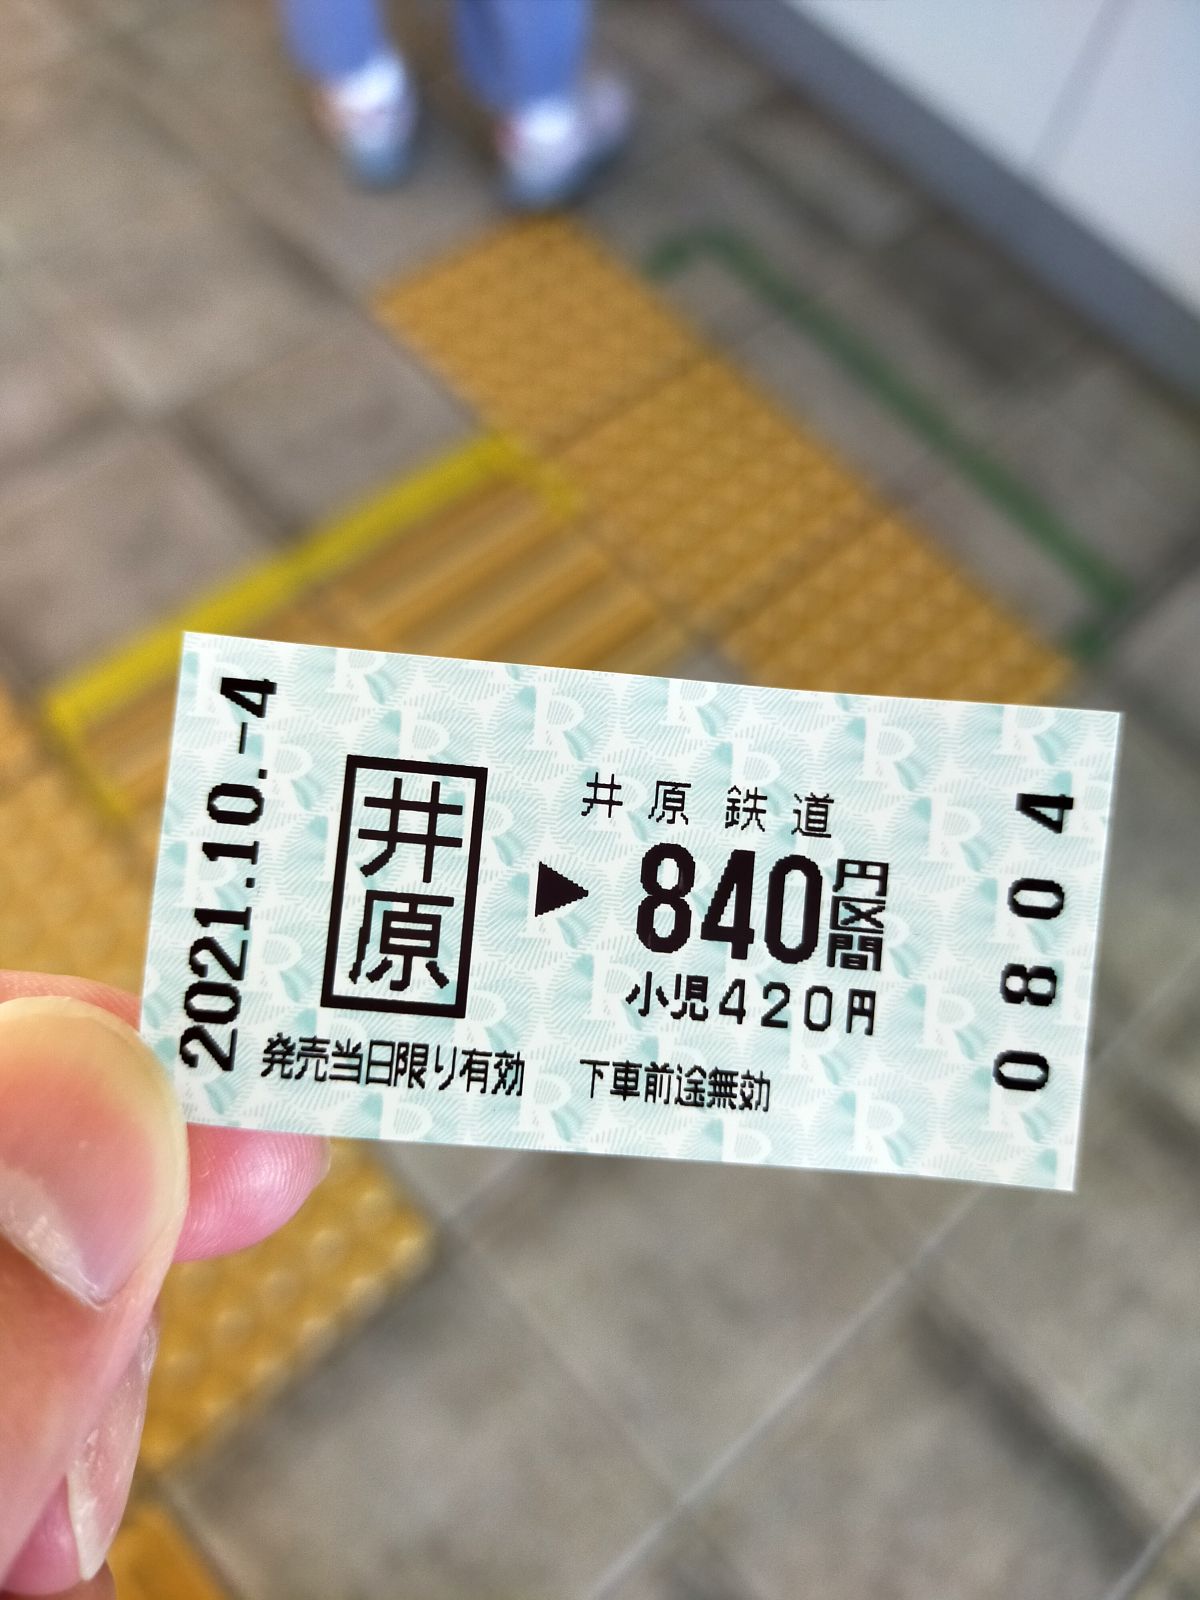 2021.10.-4
井原
▶
井原鉄道
840円区間
小児420円
発売当日限り有効 下車前途無効
0804